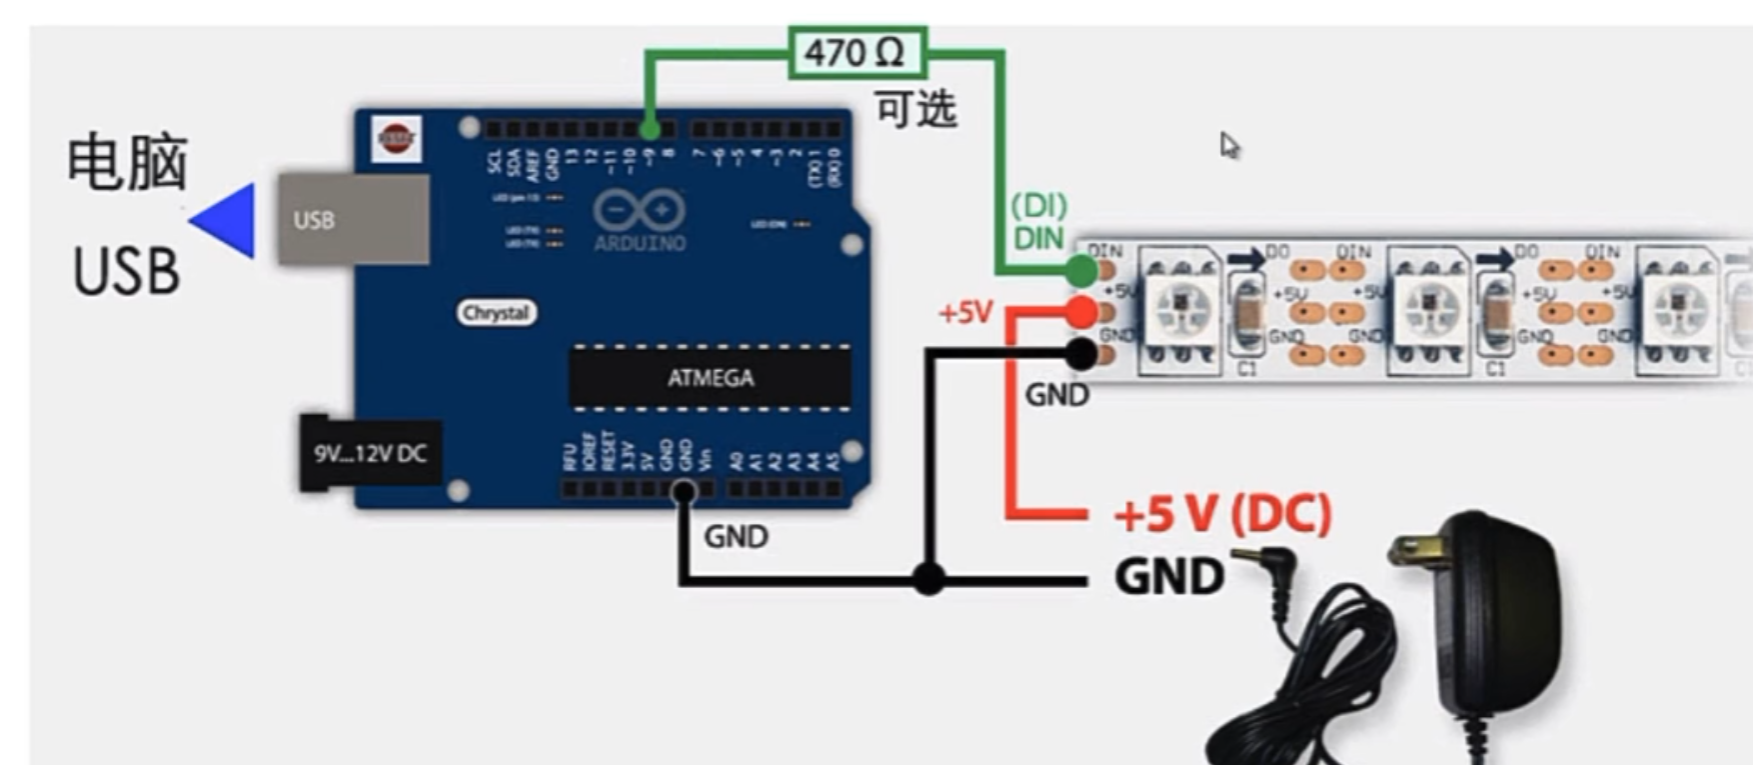 470 Ω
可选
电脑
USB
USB
SCL
SDA
AREF
GND
13
12
~11
~10
~9
8
7
~6
~5
4
~3
2
(TX) 1
(RX) 0
ARDUINO
Chrystal
ATMEGA
9V...12V DC
RFU
IOREF
RESET
3.3V
5V
GND
GND
Vin
A0
A1
A2
A3
A4
A5
GND
(DI)
DIN
+5V
GND
DIN
+5V
GND
DO DIN
+5V +5V
GND GND
C1
DO DIN
+5V +5V
GND GND
C1
+5 V (DC)
GND